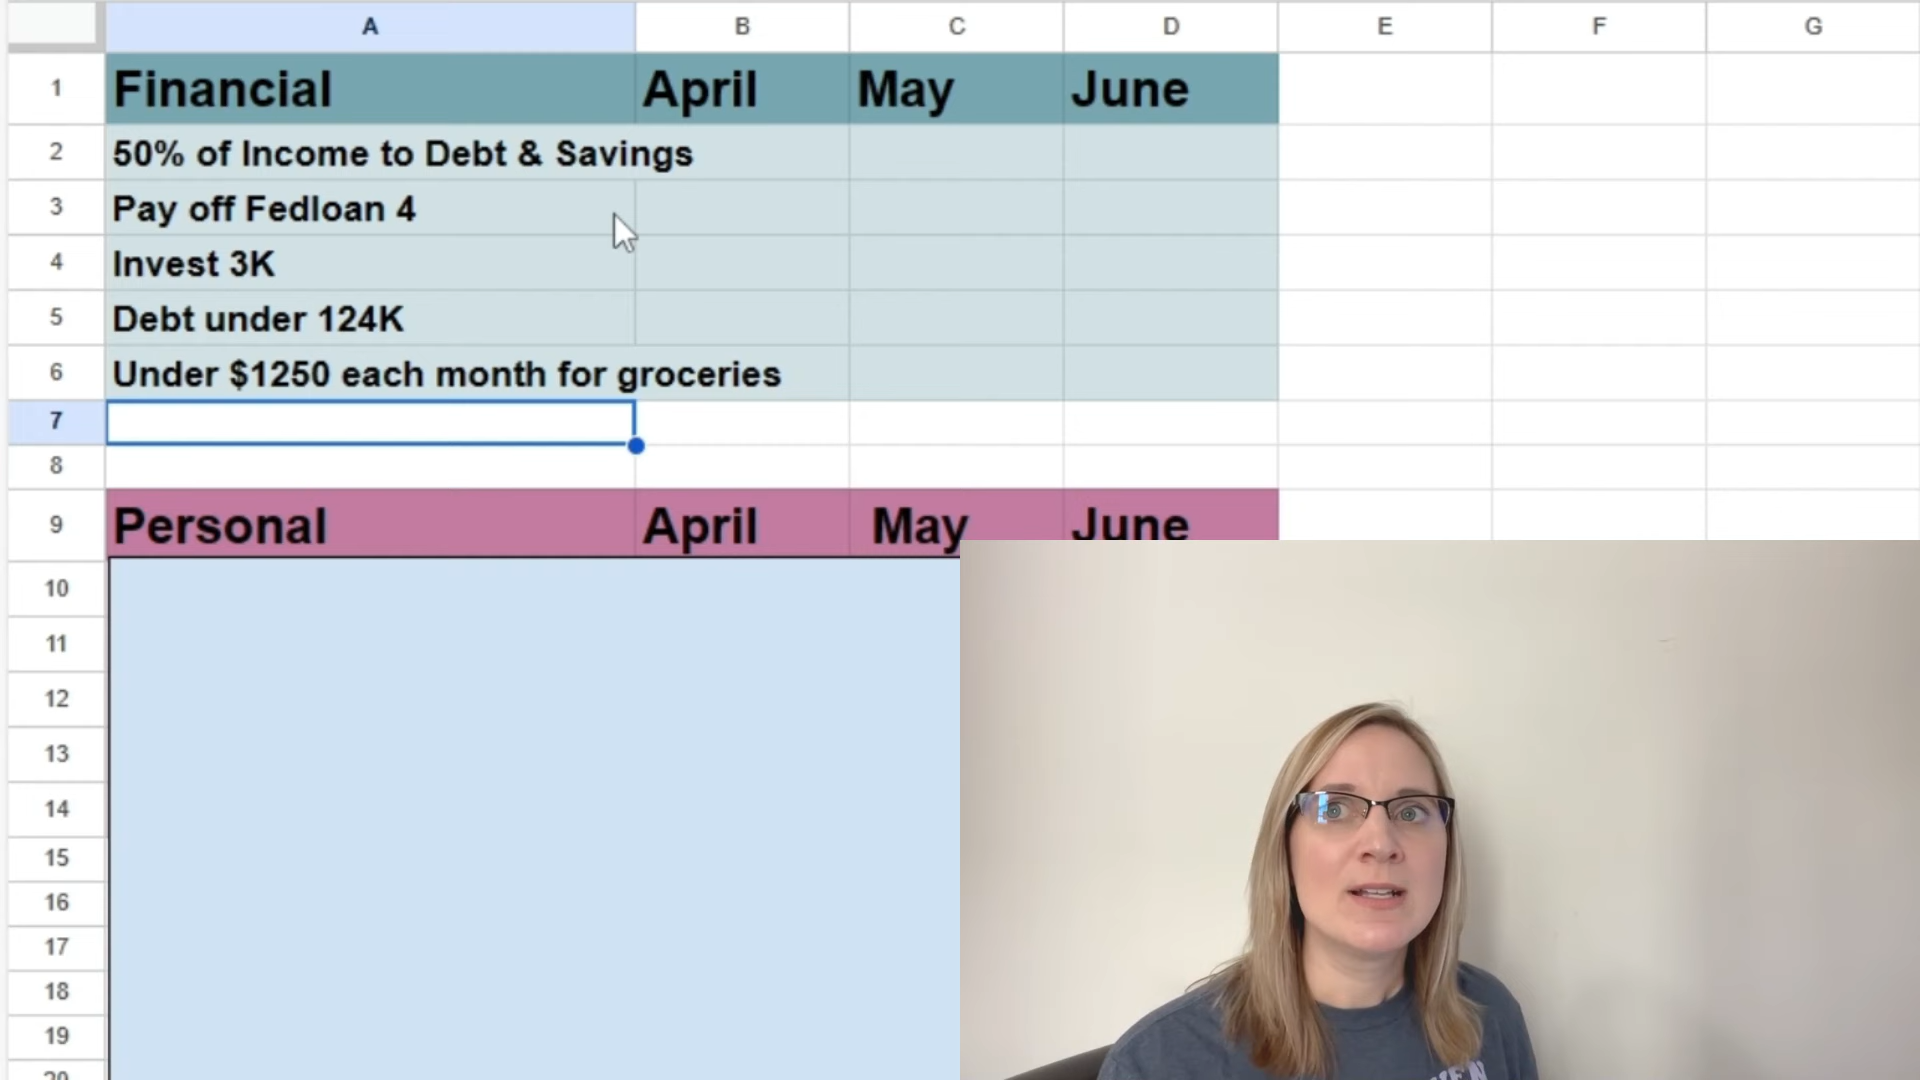 A B C D E F G
1 Financial April May June
2 50% of Income to Debt & Savings
3 Pay off Fedloan 4
4 Invest 3K
5 Debt under 124K
6 Under $1250 each month for groceries
7
8
9 Personal April May June
10
11
12
13
14
15
16
17
18
19
20